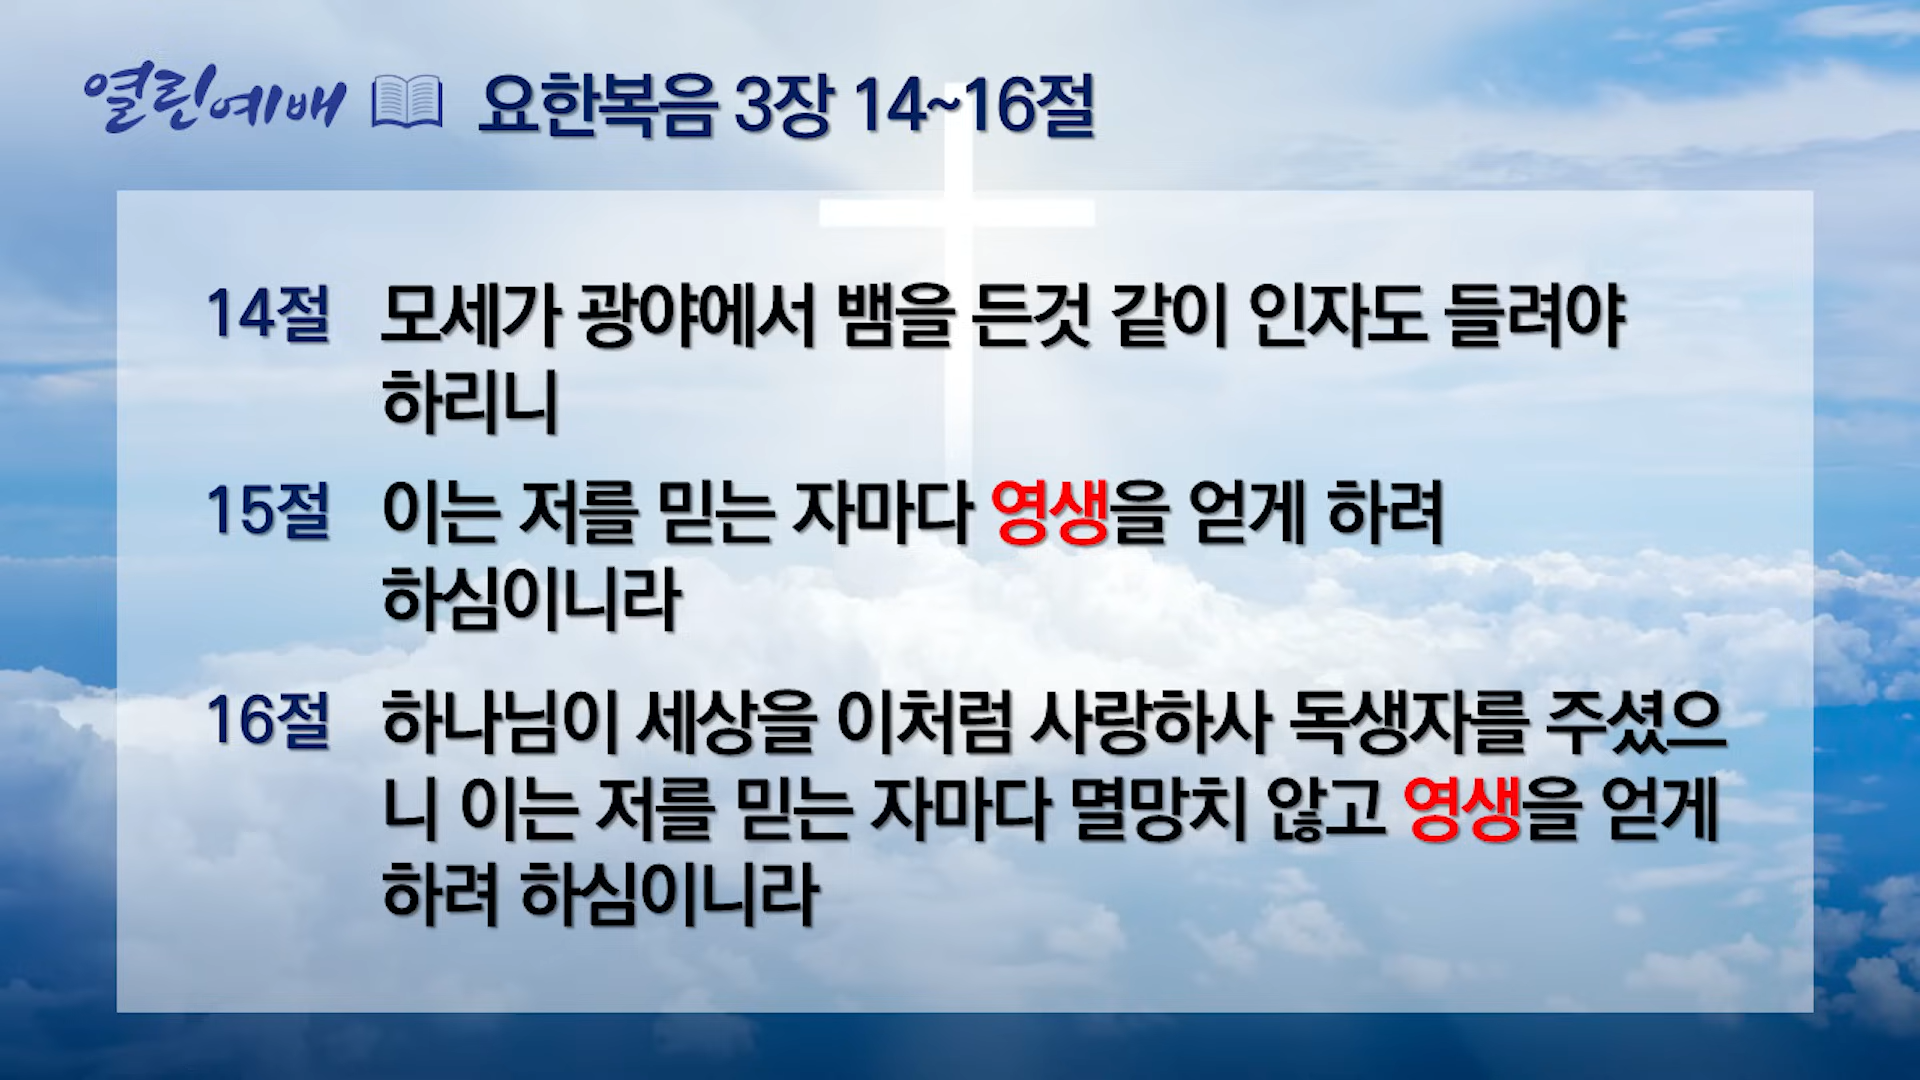 열린예배 요한복음 3장 14~16절
14절 모세가 광야에서 뱀을 든것 같이 인자도 들려야
하리니
15절 이는 저를 믿는 자마다 영생을 얻게 하려
하심이니라
16절 하나님이 세상을 이처럼 사랑하사 독생자를 주셨으
니 이는 저를 믿는 자마다 멸망치 않고 영생을 얻게
하려 하심이니라